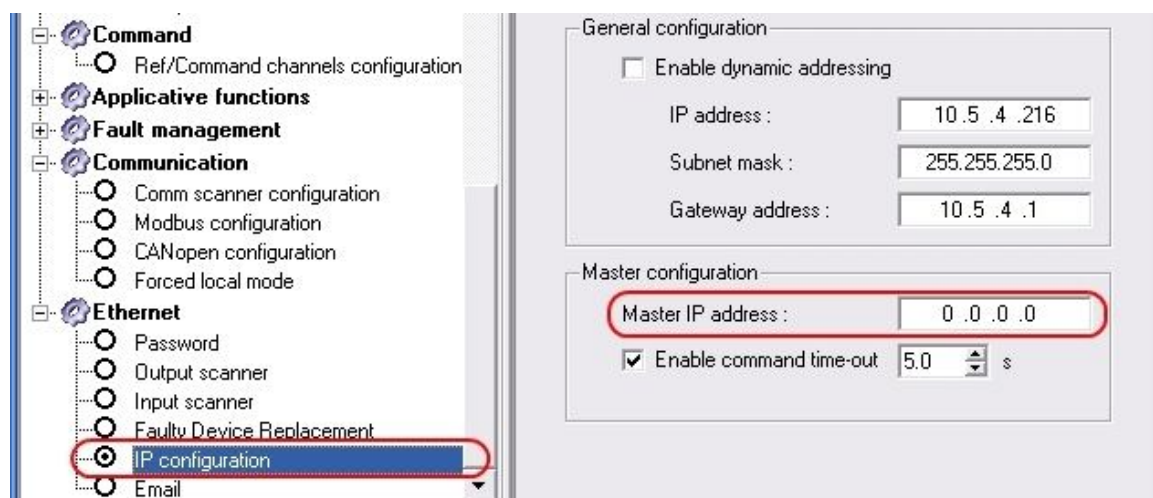 Command
Ref/Command channels configuration
Applicative functions
Fault management
Communication
Comm scanner configuration
Modbus configuration
CANopen configuration
Forced local mode
Ethernet
Password
Output scanner
Input scanner
Faulty Device Replacement
IP configuration
Email
General configuration
Enable dynamic addressing
IP address : 10 .5 .4 .216
Subnet mask : 255.255.255.0
Gateway address : 10 .5 .4 .1
Master configuration
Master IP address : 0 .0 .0 .0
Enable command time-out 5.0 s